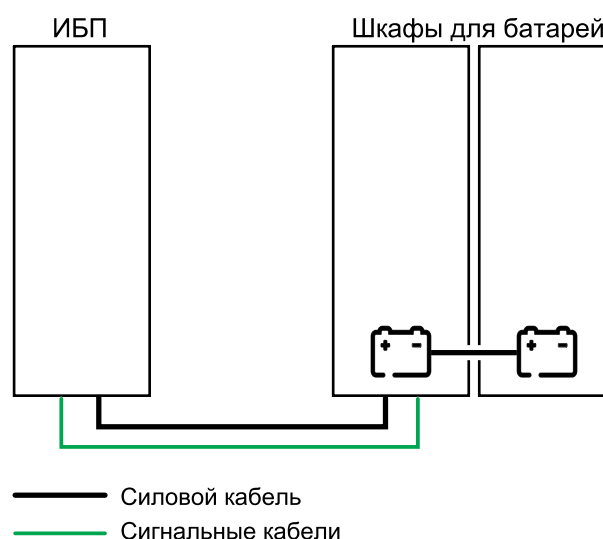 ИБП
Шкафы для батарей
Силовой кабель
Сигнальные кабели